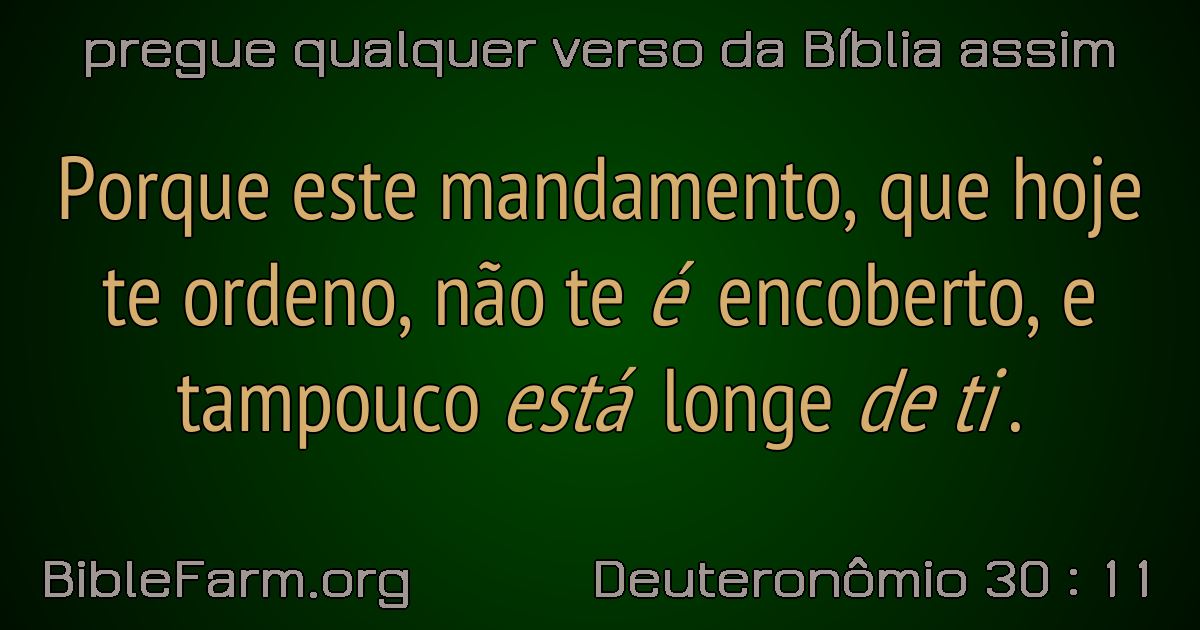 pregue qualquer verso da Bíblia assim
Porque este mandamento, que hoje
te ordeno, não te é encoberto, e
tampouco está longe de ti.
BibleFarm.org
Deuteronômio 30 : 11